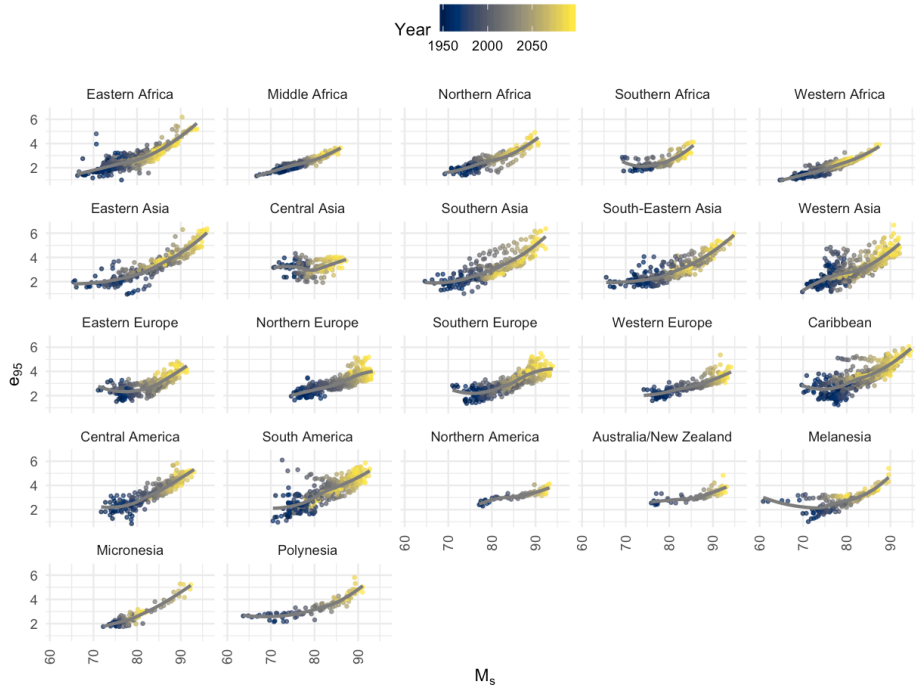 Year
1950 2000 2050
Eastern Africa Middle Africa Northern Africa Southern Africa Western Africa
6
4
2
Eastern Asia Central Asia Southern Asia South-Eastern Asia Western Asia
6
4
2
Eastern Europe Northern Europe Southern Europe Western Europe Caribbean
6
4
2
e95
Central America South America Northern America Australia/New Zealand Melanesia
6
4
2
60 70 80 90 60 70 80 90 60 70 80 90
Micronesia Polynesia
6
4
2
60 70 80 90 60 70 80 90
Ms